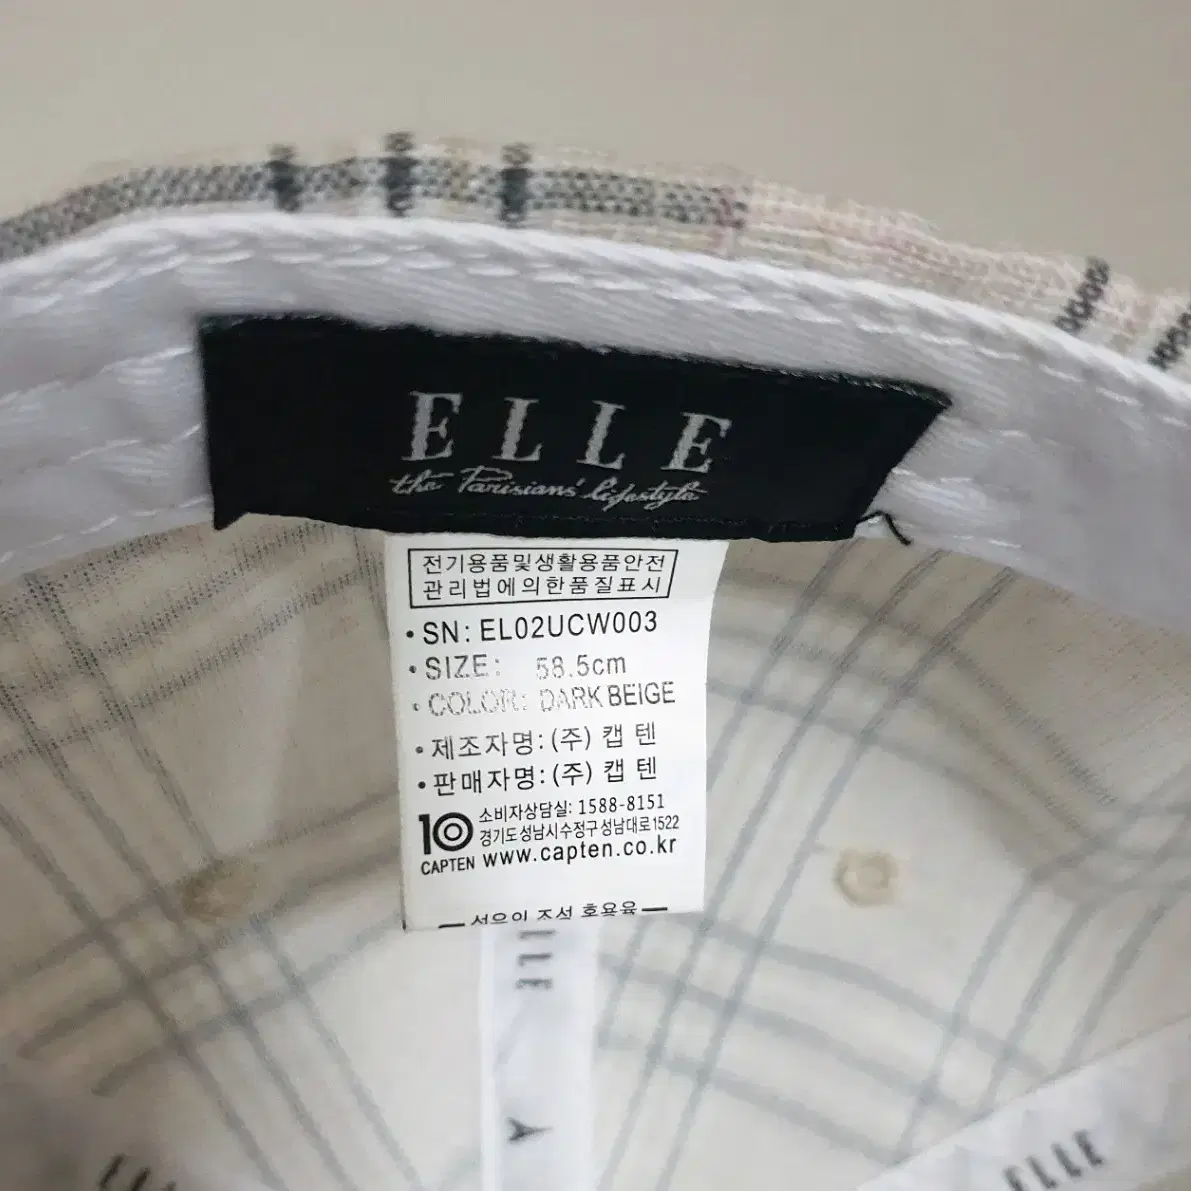 ELLE
the Parisians' lifestyle
전기용품및생활용품안전
관리법에의한품질표시
• SN: EL02UCW003
• SIZE: 58.5cm
• COLOR: DARK BEIGE
• 제조자명: (주) 캡 텐
• 판매자명: (주) 캡 텐
10
CAPTEN
소비자상담실: 1588-8151
경기도성남시수정구성남대로1522
www.capten.co.kr
LLE
ELLE
ELLE